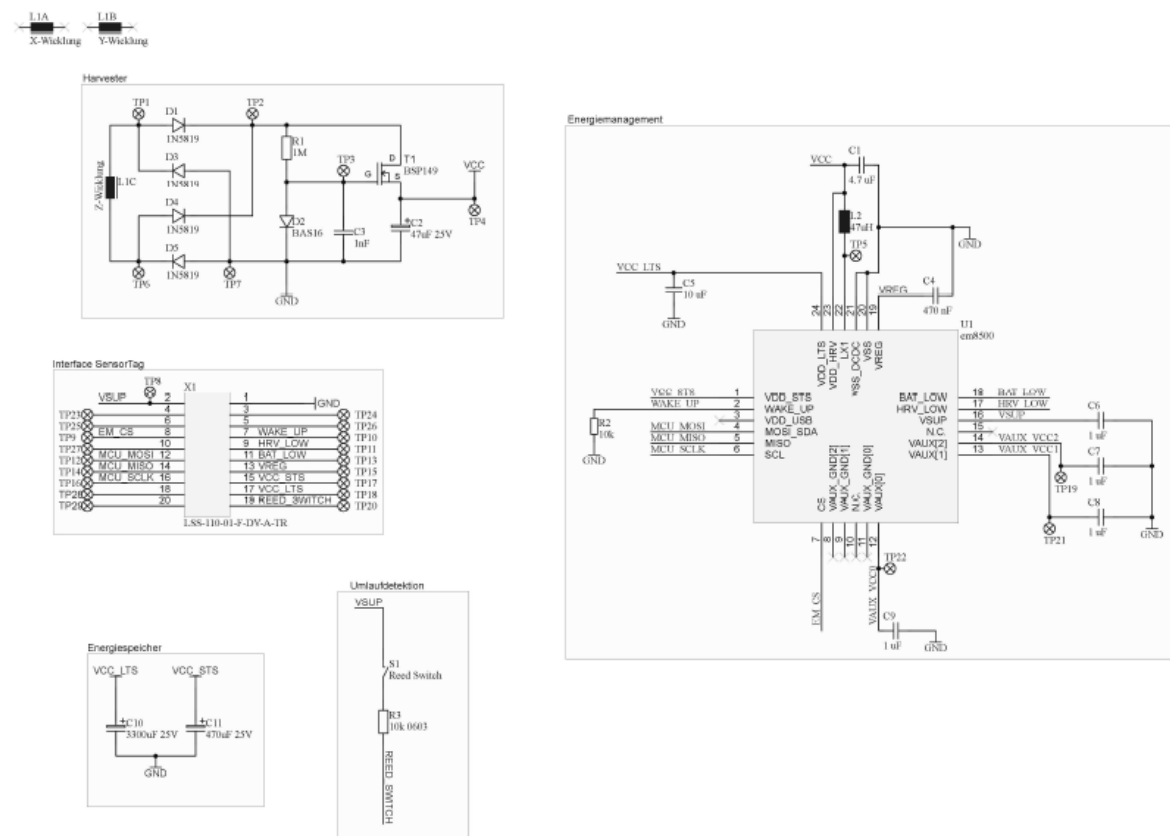 L1A
X-Wicklung
L1B
Y-Wicklung
Harvester
TP1
D1
1N5819
TP2
D3
1N5819
R1
1M
TP3
T1
BSP149
D
G
S
VCC
Z-Wicklung
L1C
D4
1N5819
D2
BAS16
C3
1nF
C2
47uF 25V
TP4
D5
1N5819
TP6
TP7
GND
Interface SensorTag
TP8
X1
VSUP
2
1
GND
TP23
4
3
TP24
TP25
6
5
TP26
TP9
EM_CS
8
7
WAKE_UP
TP10
TP27
10
9
HRV_LOW
TP11
TP12
MCU_MOSI
12
11
BAT_LOW
TP13
TP14
MCU_MISO
14
13
VREG
TP15
TP16
MCU_SCLK
16
15
VCC_STS
TP17
TP28
18
17
VCC_LTS
TP18
TP29
20
19
REED_SWITCH
TP20
LSS-110-01-F-DV-A-TR
Energiespeicher
VCC_LTS
VCC_STS
C10
3300uF 25V
C11
470uF 25V
GND
Umlaufdetektion
VSUP
S1
Reed Switch
R3
10k 0603
REED_SWITCH
Energiemanagement
VCC
C1
4.7 uF
L2
47uH
TP5
GND
VCC_LTS
C5
10 uF
GND
VREG
C4
470 nF
24
23
22
21
20
19
U1
em8500
VDD_LTS
VDD_HRV
LX1
VSS_DCDC
VSS
VREG
VCC_STS
1
VDD_STS
WAKE_UP
2
WAKE_UP
3
VDD_USB
MCU_MOSI
4
MOSI_SDA
MCU_MISO
5
MISO
MCU_SCLK
6
SCL
R2
10k
GND
BAT_LOW
18
BAT_LOW
HRV_LOW
17
HRV_LOW
VSUP
16
VSUP
N.C.
15
VAUX[2]
14
VAUX_VCC2
VAUX[1]
13
VAUX_VCC1
C6
1 uF
C7
1 uF
TP19
C8
1 uF
TP21
GND
CS
VAUX_GND[2]
VAUX_GND[1]
N.C.
VAUX_GND[0]
VAUX[0]
7
8
9
10
11
12
EM_CS
VAUX_VCC0
TP22
C9
1 uF
GND